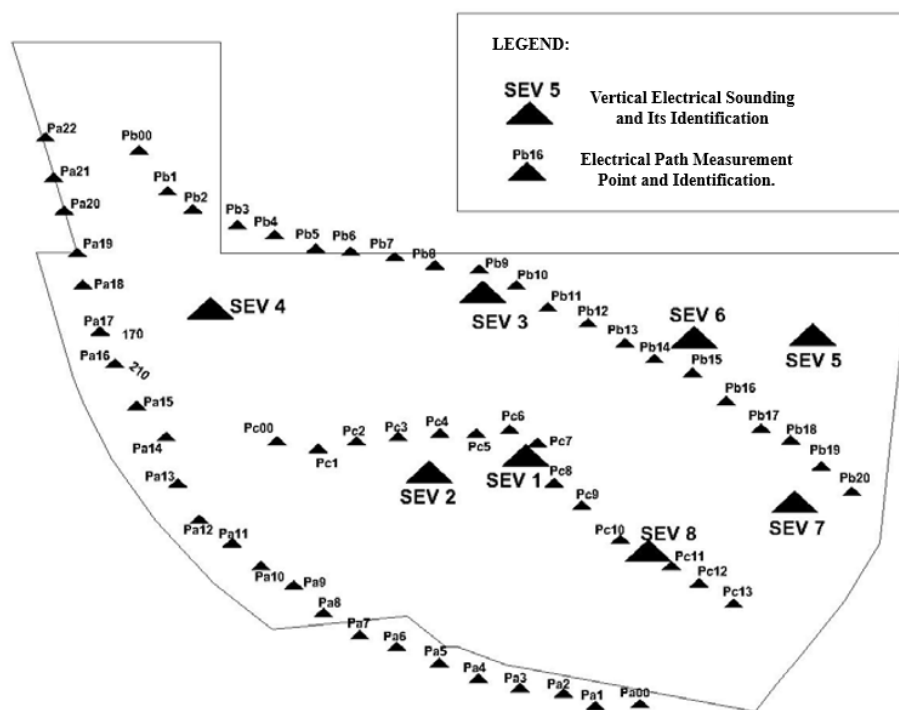 LEGEND:
SEV 5
Vertical Electrical Sounding
and Its Identification
Pb16
Electrical Path Measurement
Point and Identification.
Pa22
Pb00
Pa21
Pb1
Pb2
Pa20
Pb3
Pb4
Pb5
Pb6
Pb7
Pa19
Pb8
Pb9
Pb10
Pa18
SEV 4
Pb11
SEV 3
Pb12
SEV 6
Pa17
170
Pb13
Pb14
SEV 5
Pa16
210
Pb15
Pb16
Pa15
Pc00
Pc1
Pc2
Pc3
Pc4
Pc5
Pc6
Pc7
Pb17
Pb18
Pa14
Pb19
Pa13
SEV 2
SEV 1
Pc8
Pb20
Pc9
Pa12
Pa11
Pc10
SEV 8
SEV 7
Pc11
Pc12
Pc13
Pa10
Pa9
Pa8
Pa7
Pa6
Pa5
Pa4
Pa3
Pa2
Pa1
Pa00